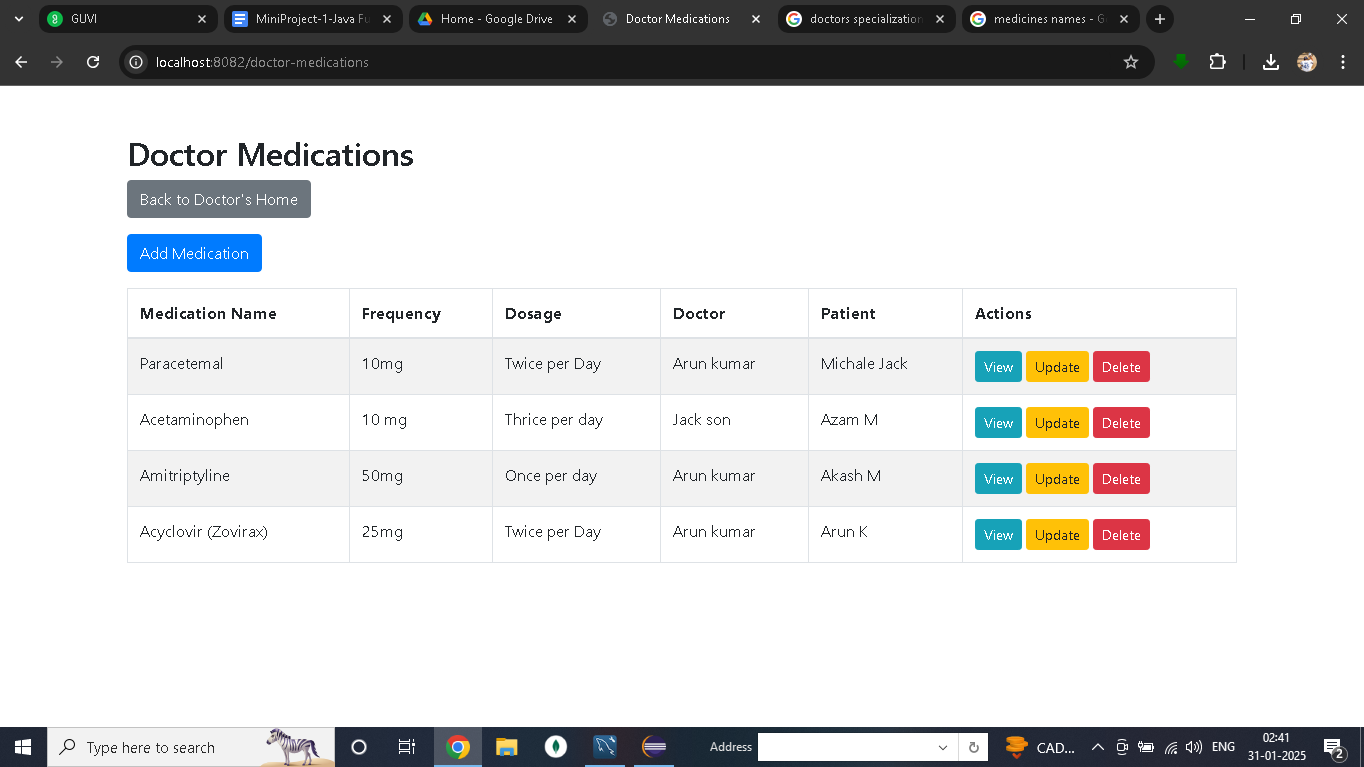 GUVI
MiniProject-1-Java Fu
Home - Google Drive
Doctor Medications
doctors specialization
medicines names - G
localhost:8082/doctor-medications
Doctor Medications
Back to Doctor's Home
Add Medication
Medication Name Frequency Dosage Doctor Patient Actions
Paracetemal 10mg Twice per Day Arun kumar Michale Jack View Update Delete
Acetaminophen 10 mg Thrice per day Jack son Azam M View Update Delete
Amitriptyline 50mg Once per day Arun kumar Akash M View Update Delete
Acyclovir (Zovirax) 25mg Twice per Day Arun kumar Arun K View Update Delete
Type here to search
Address
CAD...
ENG
02:41
31-01-2025
2